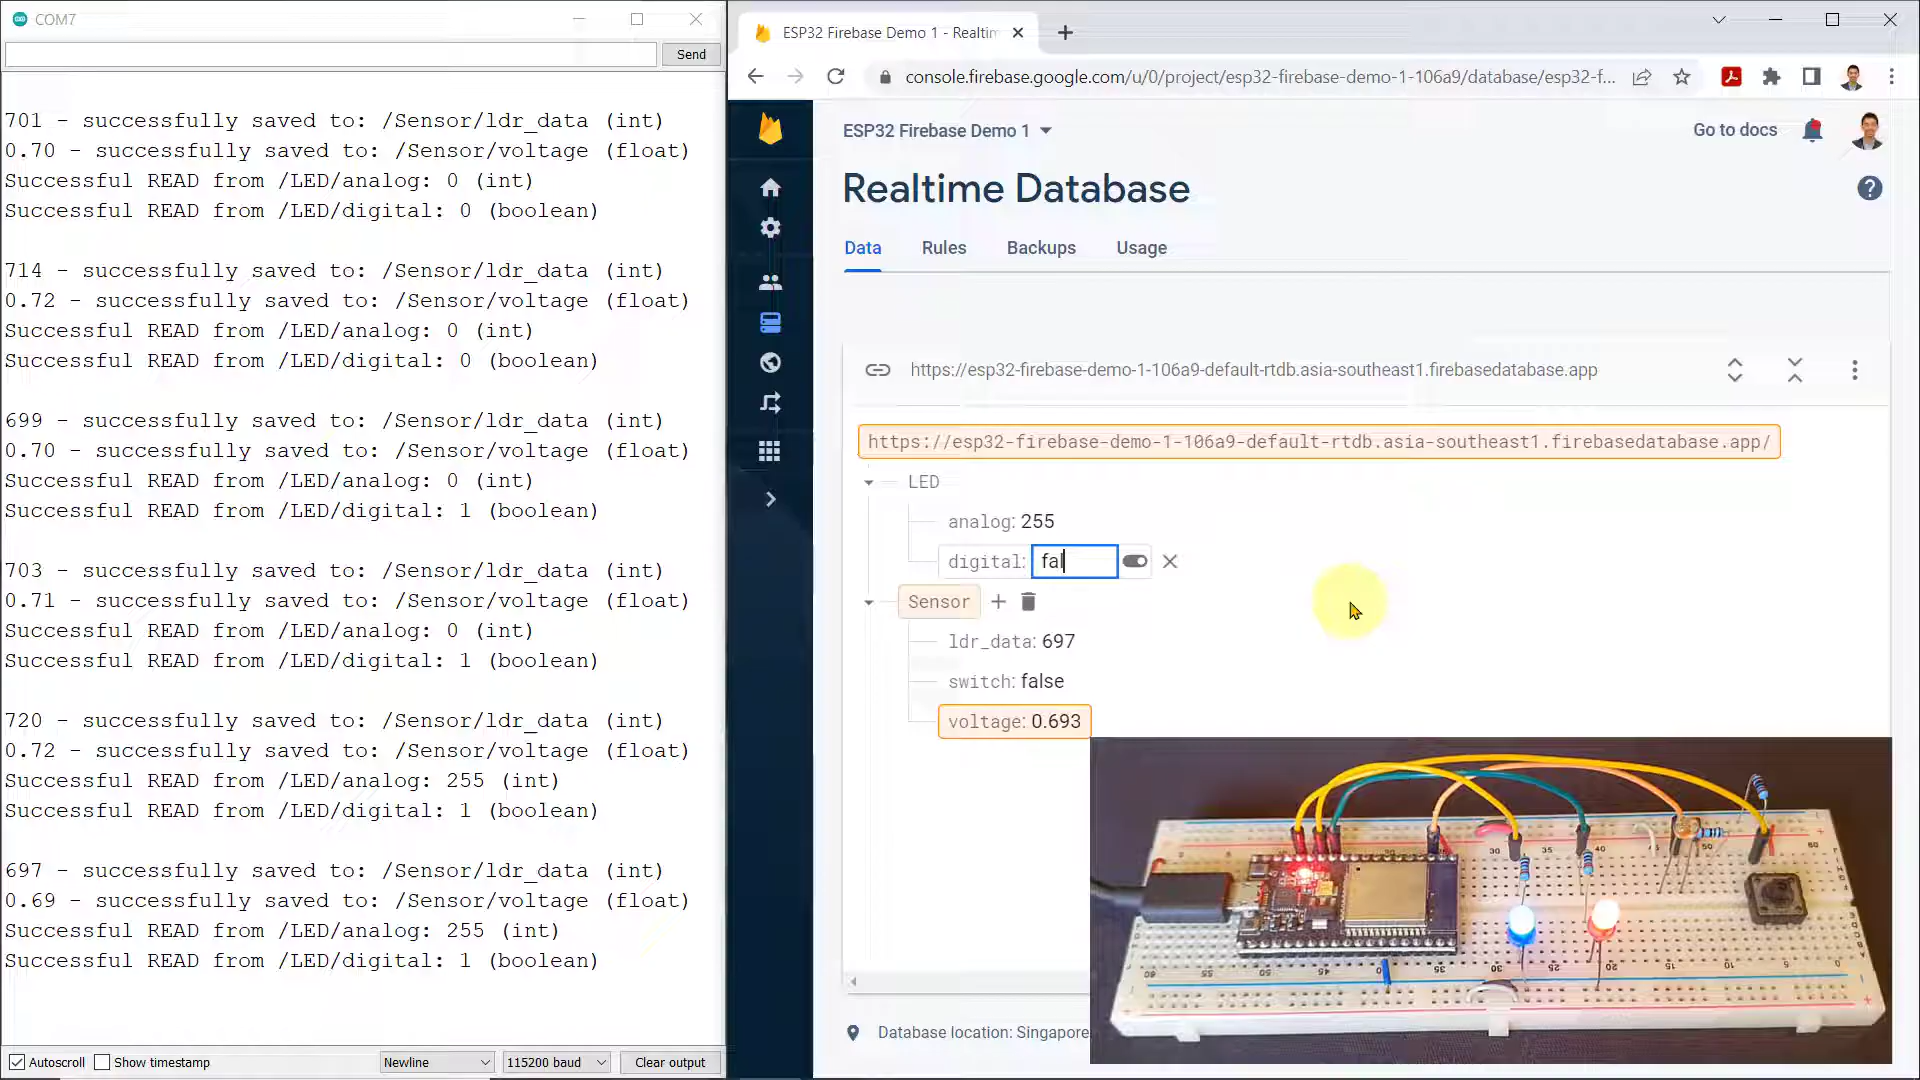 COM7
Send
701 - successfully saved to: /Sensor/ldr_data (int)
0.70 - successfully saved to: /Sensor/voltage (float)
Successful READ from /LED/analog: 0 (int)
Successful READ from /LED/digital: 0 (boolean)
714 - successfully saved to: /Sensor/ldr_data (int)
0.72 - successfully saved to: /Sensor/voltage (float)
Successful READ from /LED/analog: 0 (int)
Successful READ from /LED/digital: 0 (boolean)
699 - successfully saved to: /Sensor/ldr_data (int)
0.70 - successfully saved to: /Sensor/voltage (float)
Successful READ from /LED/analog: 0 (int)
Successful READ from /LED/digital: 1 (boolean)
703 - successfully saved to: /Sensor/ldr_data (int)
0.71 - successfully saved to: /Sensor/voltage (float)
Successful READ from /LED/analog: 0 (int)
Successful READ from /LED/digital: 1 (boolean)
720 - successfully saved to: /Sensor/ldr_data (int)
0.72 - successfully saved to: /Sensor/voltage (float)
Successful READ from /LED/analog: 255 (int)
Successful READ from /LED/digital: 1 (boolean)
697 - successfully saved to: /Sensor/ldr_data (int)
0.69 - successfully saved to: /Sensor/voltage (float)
Successful READ from /LED/analog: 255 (int)
Successful READ from /LED/digital: 1 (boolean)
Autoscroll Show timestamp Newline 115200 baud Clear output
ESP32 Firebase Demo 1 - Realtim
console.firebase.google.com/u/0/project/esp32-firebase-demo-1-106a9/database/esp32-f...
ESP32 Firebase Demo 1
Go to docs
Realtime Database
Data Rules Backups Usage
https://esp32-firebase-demo-1-106a9-default-rtdb.asia-southeast1.firebasedatabase.app
https://esp32-firebase-demo-1-106a9-default-rtdb.asia-southeast1.firebasedatabase.app/
LED
analog: 255
digital: fal
Sensor
ldr_data: 697
switch: false
voltage: 0.693
Database location: Singapore